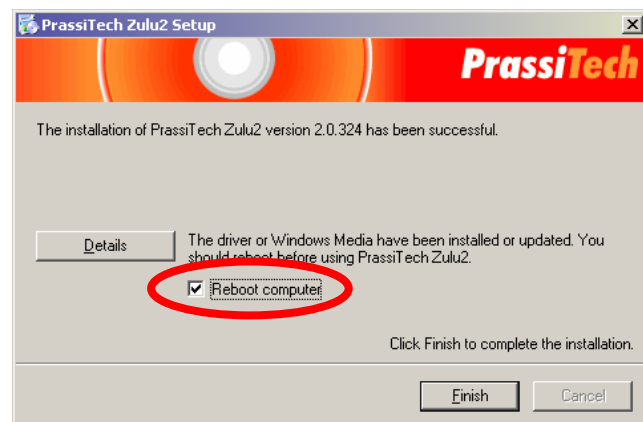 PrassiTech Zulu2 Setup
PrassiTech
The installation of PrassiTech Zulu2 version 2.0.324 has been successful.
Details
The driver or Windows Media have been installed or updated. You
should reboot before using PrassiTech Zulu2.
Reboot computer
Click Finish to complete the installation.
Finish
Cancel